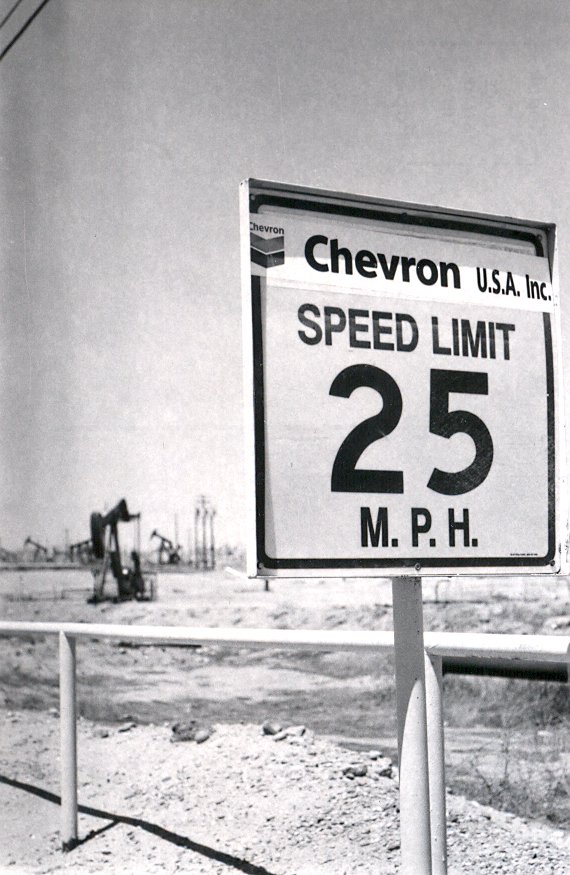 Chevron
Chevron U.S.A. Inc.
SPEED LIMIT
25
M. P. H.